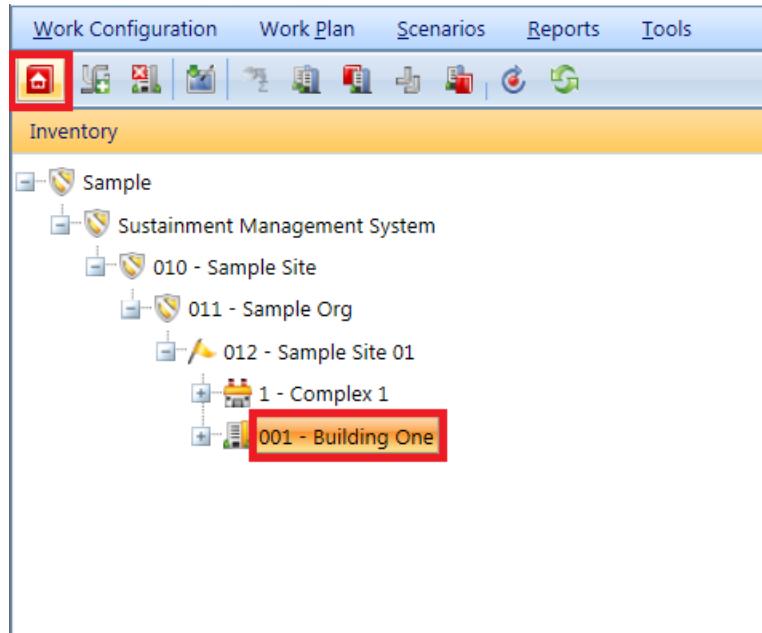 Work Configuration Work Plan Scenarios Reports Tools
Inventory
Sample
Sustainment Management System
010 - Sample Site
011 - Sample Org
012 - Sample Site 01
1 - Complex 1
001 - Building One